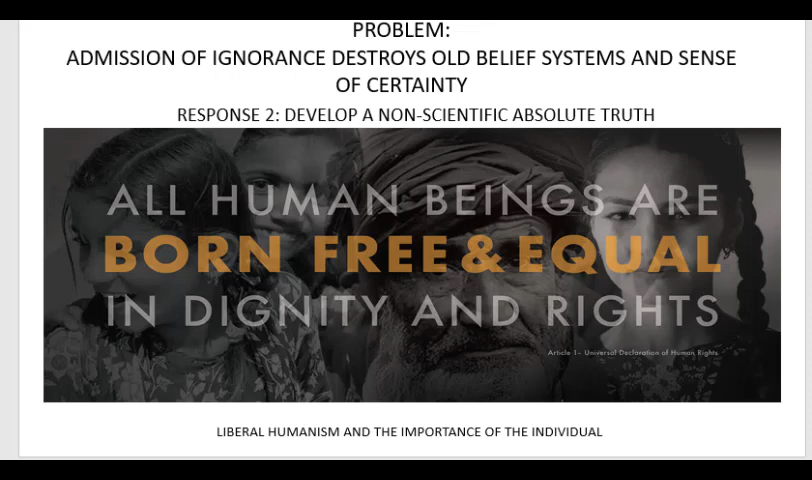 PROBLEM:
ADMISSION OF IGNORANCE DESTROYS OLD BELIEF SYSTEMS AND SENSE
OF CERTAINTY
RESPONSE 2: DEVELOP A NON-SCIENTIFIC ABSOLUTE TRUTH
ALL HUMAN BEINGS ARE
BORN FREE & EQUAL
IN DIGNITY AND RIGHTS
Article 1- Universal Declaration of Human Rights
LIBERAL HUMANISM AND THE IMPORTANCE OF THE INDIVIDUAL